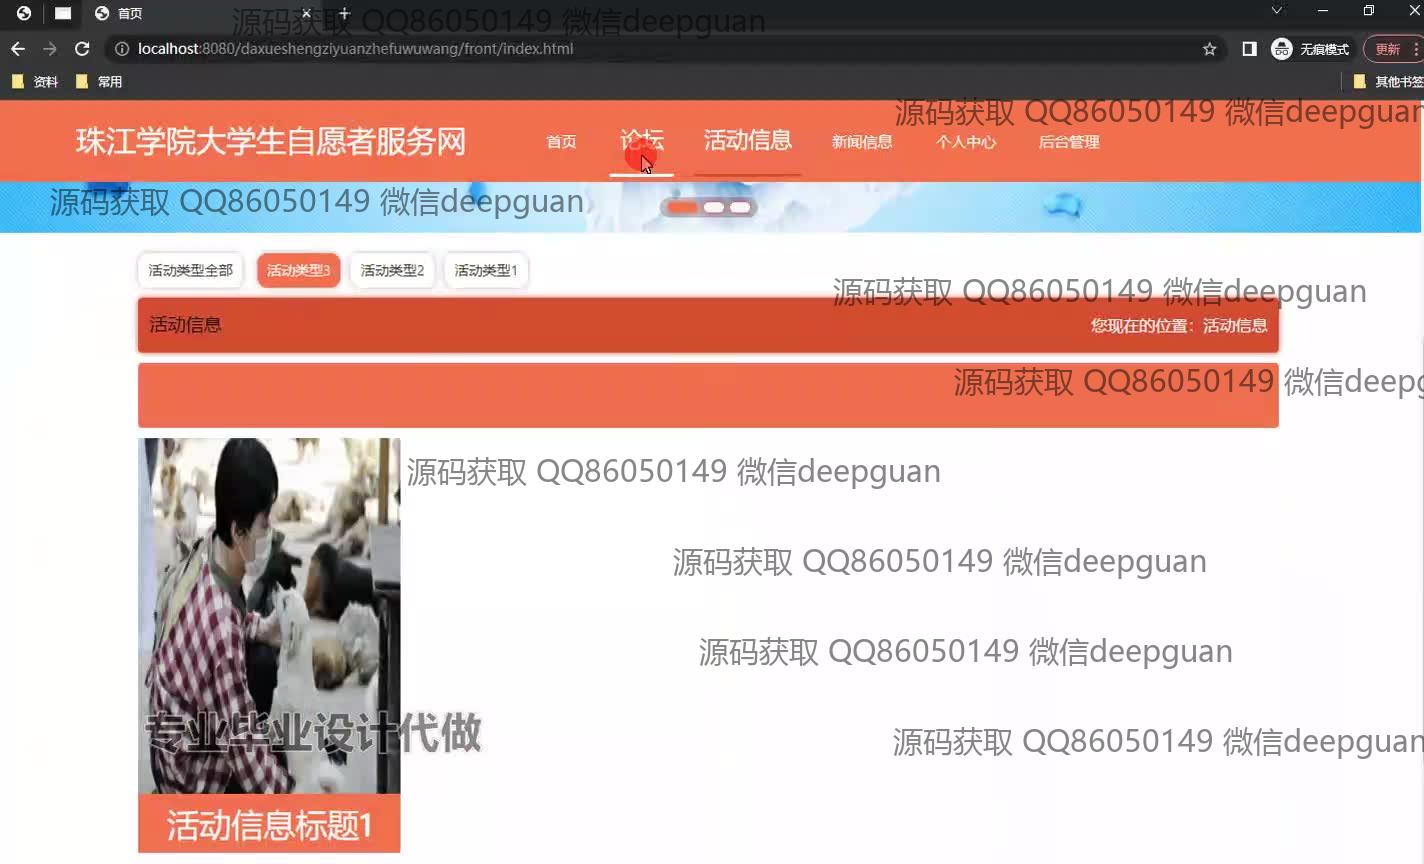 首页
源码获取 QQ86050149 微信deepguan
localhost:8080/daxueshengziyuanzhefuwuwang/front/index.html
无痕模式
更新
资料
常用
其他书签
源码获取 QQ86050149 微信deepguan
珠江学院大学生自愿者服务网
首页
论坛
活动信息
新闻信息
个人中心
后台管理
源码获取 QQ86050149 微信deepguan
活动类型全部
活动类型3
活动类型2
活动类型1
源码获取 QQ86050149 微信deepguan
活动信息
您现在的位置：活动信息
源码获取 QQ86050149 微信deepg
源码获取 QQ86050149 微信deepguan
源码获取 QQ86050149 微信deepguan
源码获取 QQ86050149 微信deepguan
专业毕业设计代做
源码获取 QQ86050149 微信deepguan
活动信息标题1